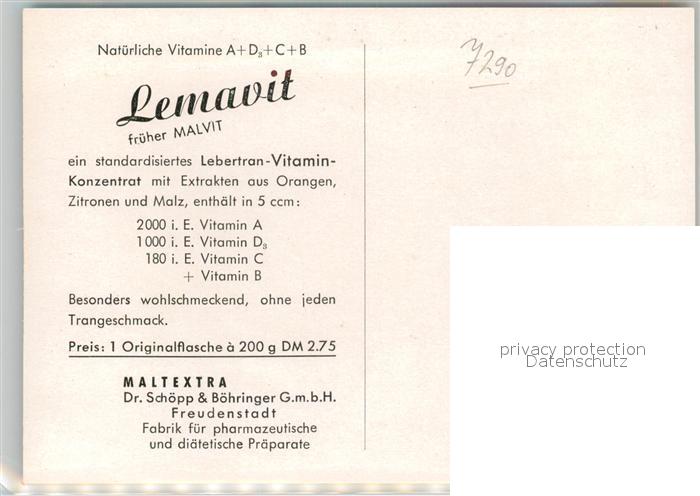 Natürliche Vitamine A+D₃+C+B
Lemavit
früher MALVIT
ein standardisiertes Lebertran-Vitamin-
Konzentrat mit Extrakten aus Orangen,
Zitronen und Malz, enthält in 5 ccm:
2000 i. E. Vitamin A
1000 i. E. Vitamin D₃
180 i. E. Vitamin C
+ Vitamin B
Besonders wohlschmeckend, ohne jeden
Trangeschmack.
Preis: 1 Originalflasche à 200 g DM 2.75
MALTEXTRA
Dr. Schöpp & Böhringer G.m.b.H.
Freudenstadt
Fabrik für pharmazeutische
und diätetische Präparate
7290
privacy protection
Datenschutz